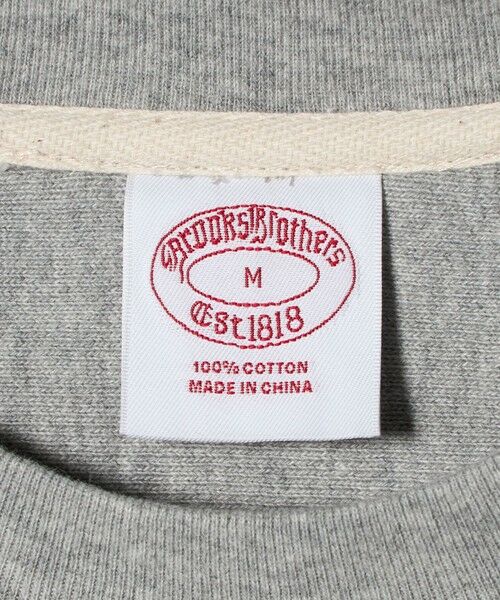 Brooks Brothers
M
Est. 1818
100% COTTON
MADE IN CHINA